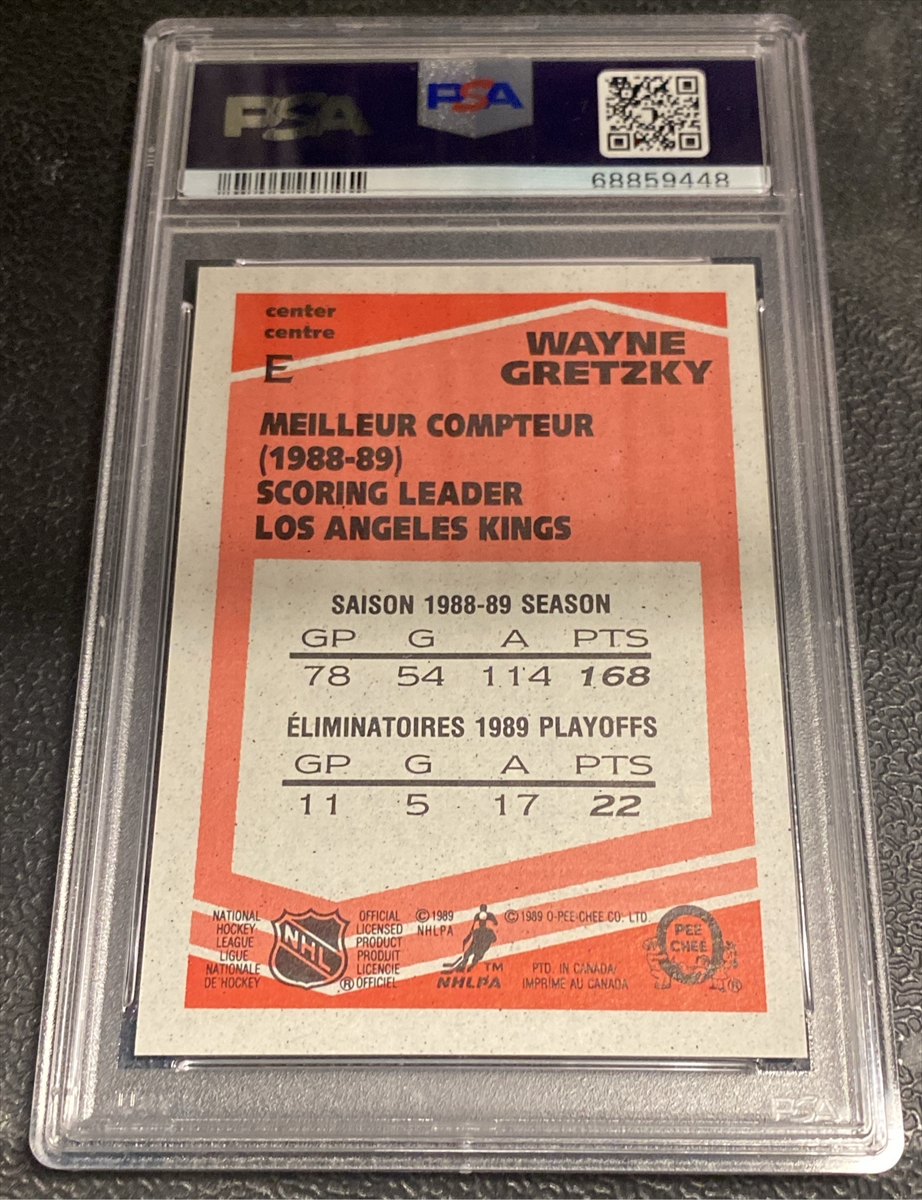 PSA
PSA
68859448
center
centre
E
WAYNE
GRETZKY
MEILLEUR COMPTEUR
(1988-89)
SCORING LEADER
LOS ANGELES KINGS
SAISON 1988-89 SEASON
GP G A PTS
78 54 114 168
ÉLIMINATOIRES 1989 PLAYOFFS
GP G A PTS
11 5 17 22
NATIONAL
HOCKEY
LEAGUE
LIGUE
NATIONALE
DE HOCKEY
NHL
OFFICIAL
LICENSED
PRODUCT
PRODUIT
LICENCIE
® OFFICIEL
©1989
NHLPA
TM
NHLPA
© 1989 O-PEE-CHEE CO. LTD.
PTD. IN CANADA/
IMPRIME AU CANADA
O
PEE
CHEE
®
PSA